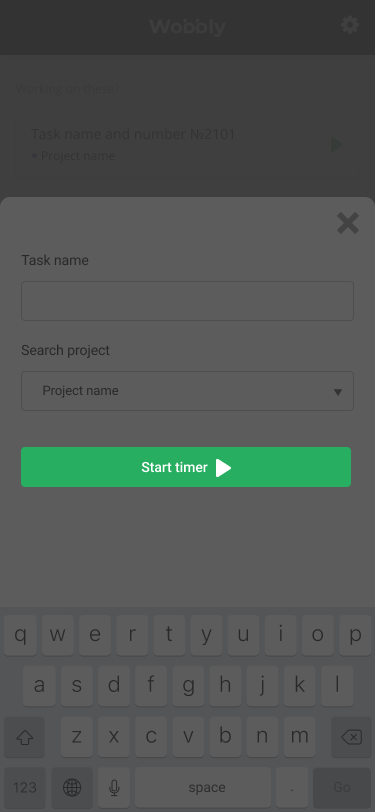 Wobbly
Working on these?
Task name and number №2101
• Project name
Task name
Search project
Project name
Start timer
q w e r t y u i o p
a s d f g h j k l
z x c v b n m
123 space . Go